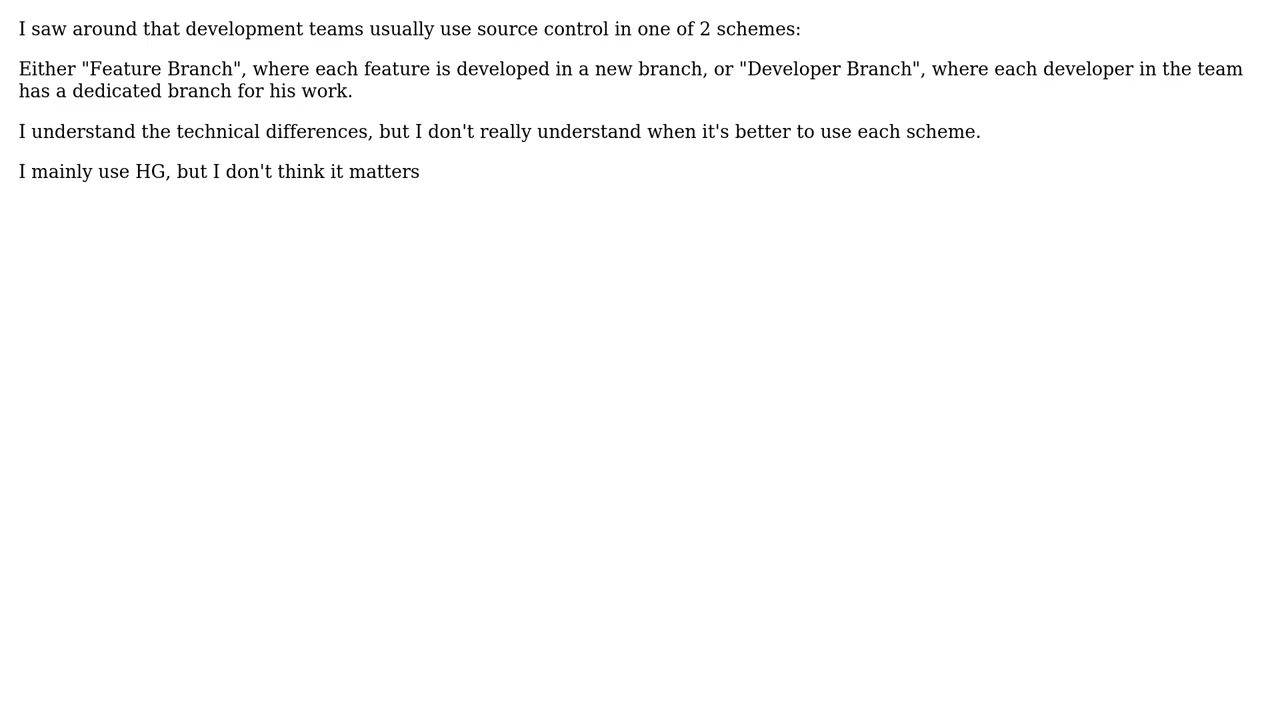 I saw around that development teams usually use source control in one of 2 schemes:
Either "Feature Branch", where each feature is developed in a new branch, or "Developer Branch", where each developer in the team
has a dedicated branch for his work.
I understand the technical differences, but I don't really understand when it's better to use each scheme.
I mainly use HG, but I don't think it matters